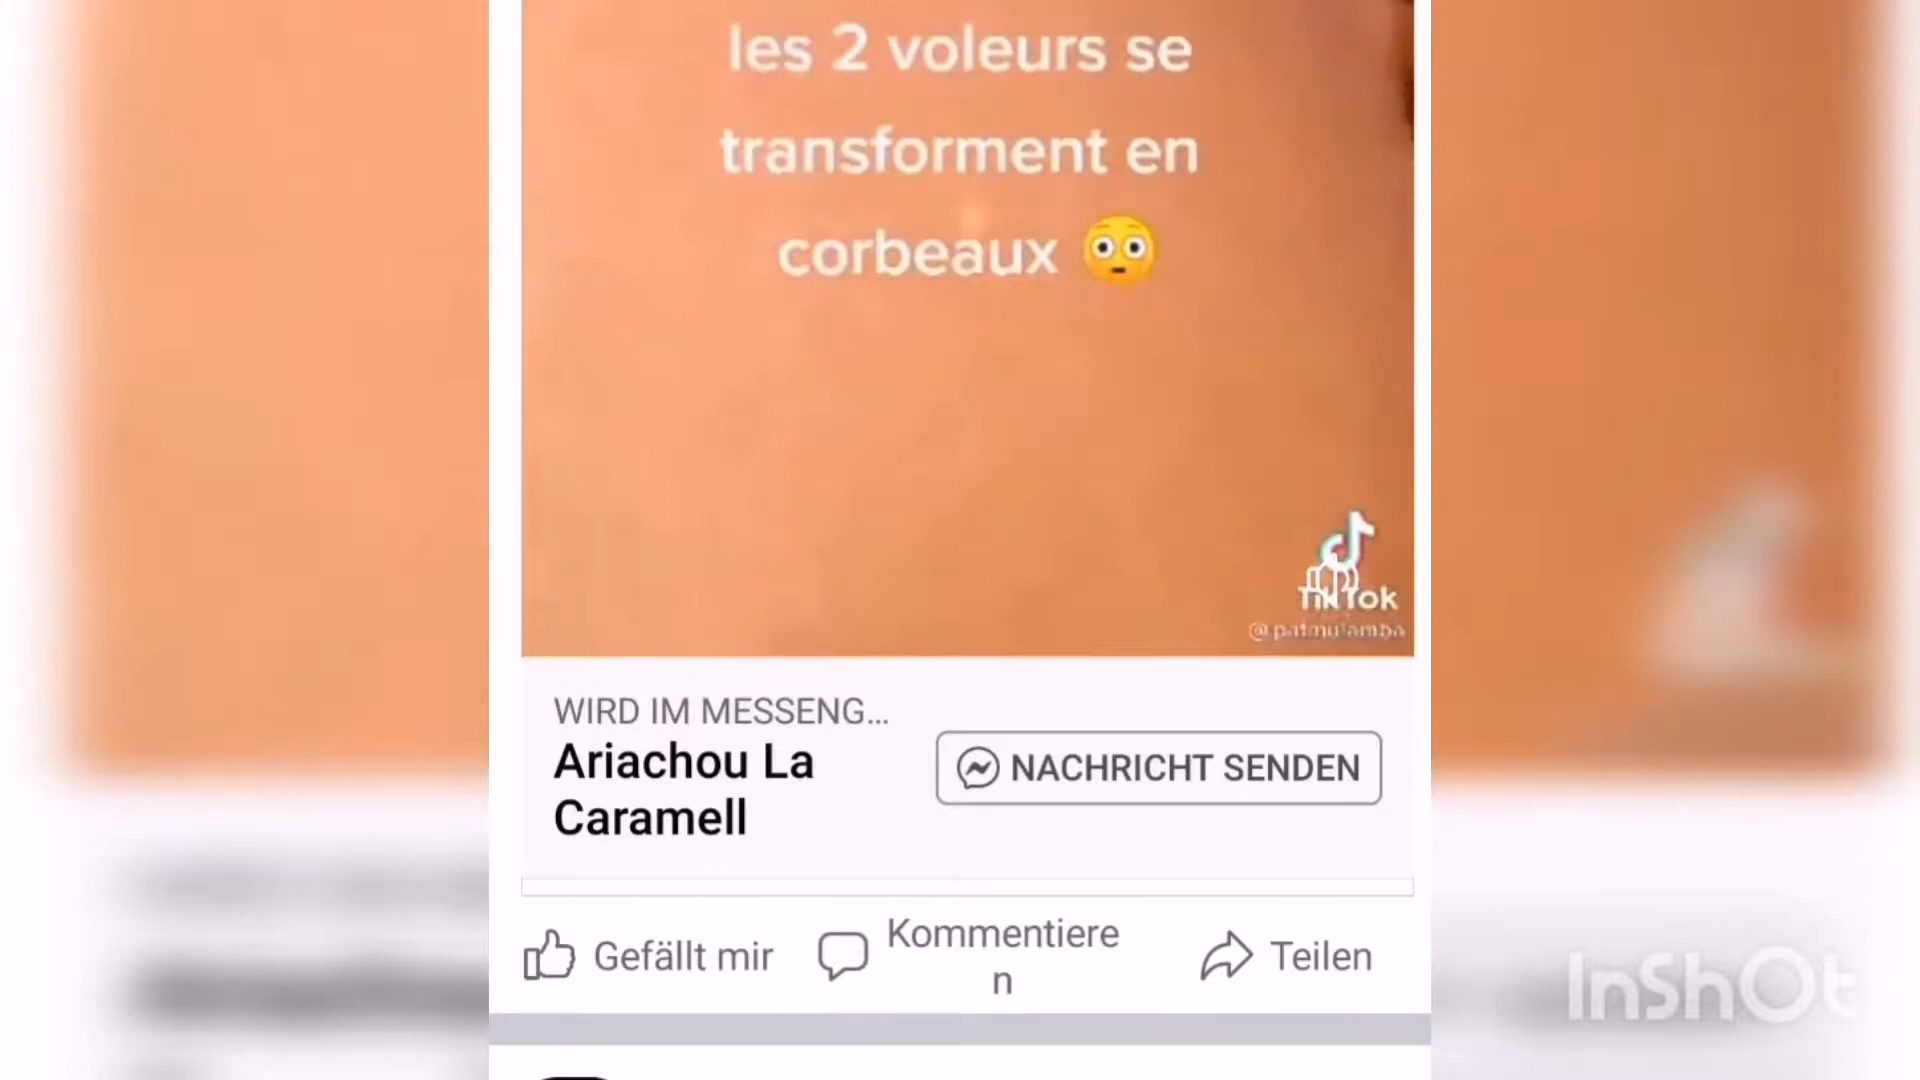 les 2 voleurs se
transforment en
corbeaux 😳
TikTok
@patmulamba
WIRD IM MESSENG...
Ariachou La
Caramell
NACHRICHT SENDEN
Gefällt mir
Kommentiere
n
Teilen
InShOt